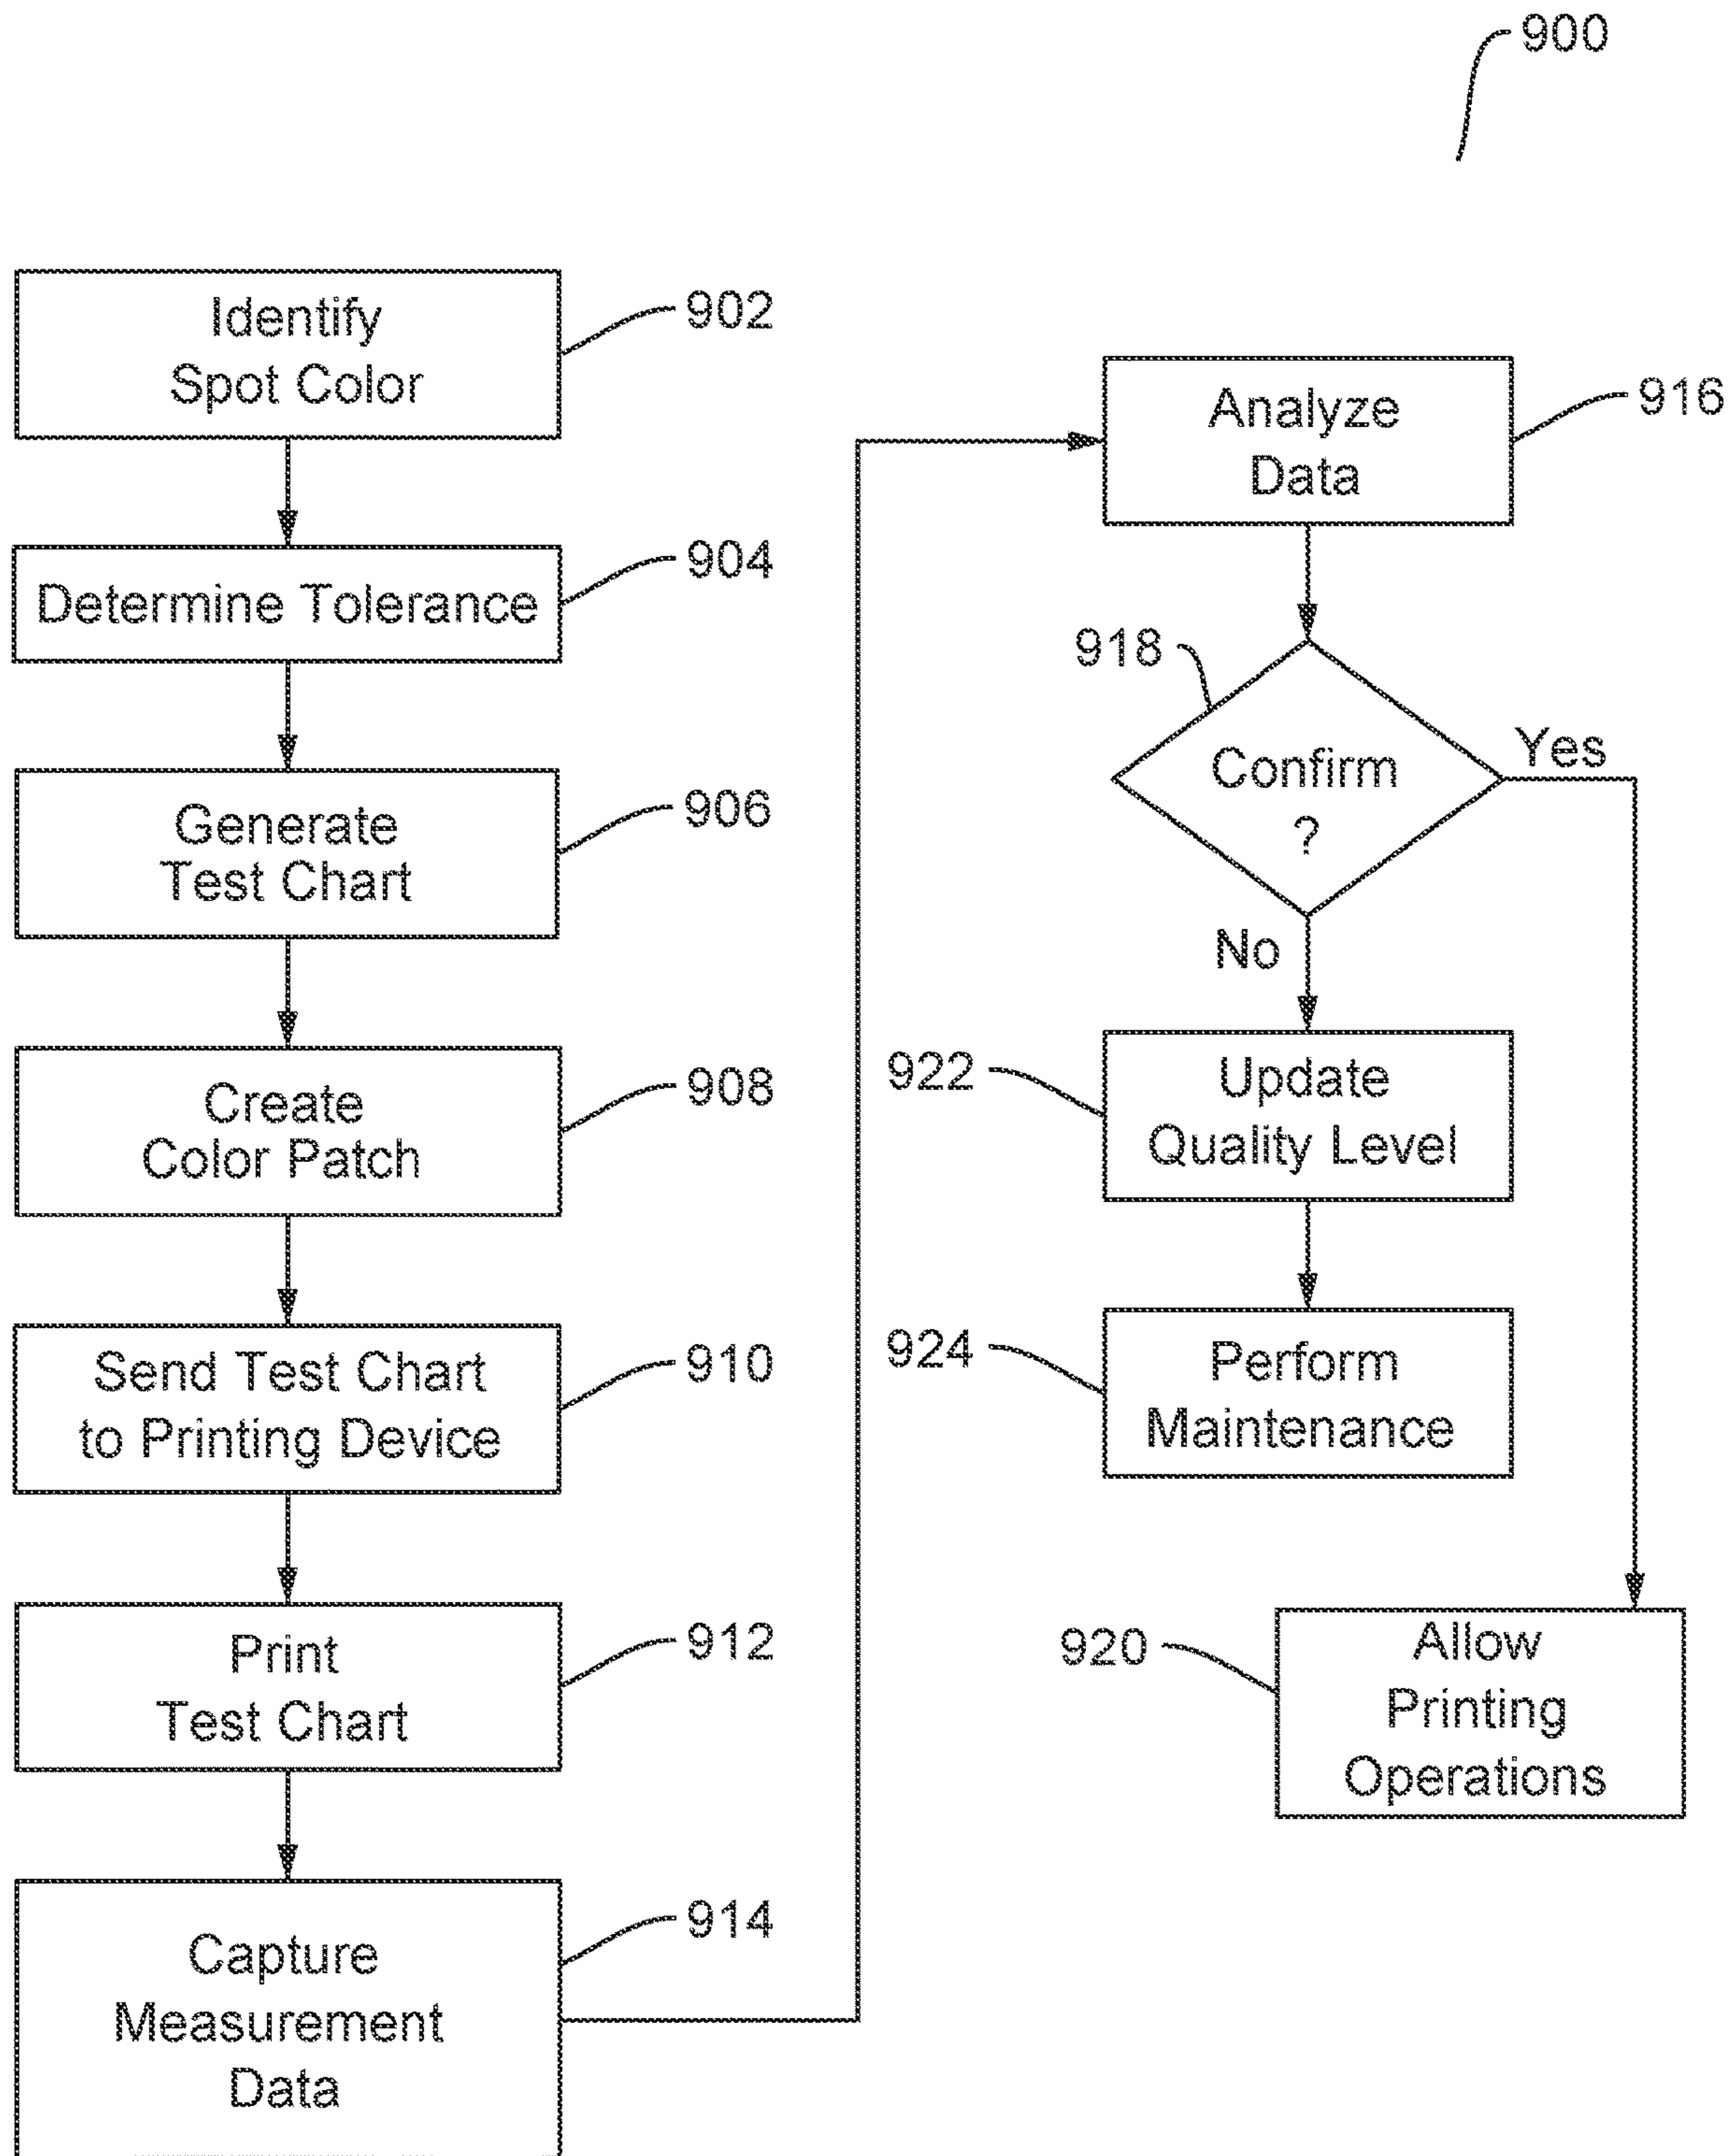 900
Identify
Spot Color
902
Determine Tolerance
904
Generate
Test Chart
906
Create
Color Patch
908
Send Test Chart
to Printing Device
910
Print
Test Chart
912
Capture
Measurement
Data
914
Analyze
Data
916
918
Confirm
?
Yes
No
922
Update
Quality Level
924
Perform
Maintenance
920
Allow
Printing
Operations